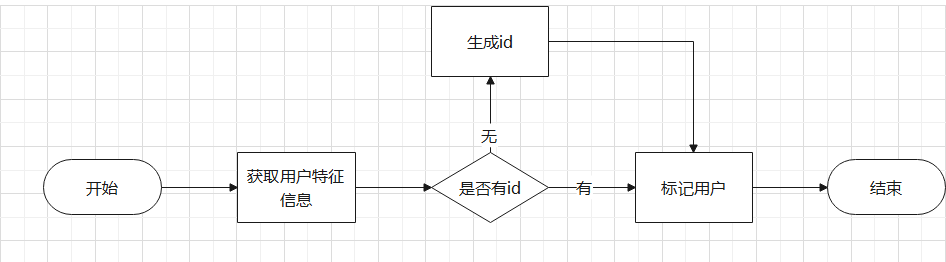 生成id
无
开始
获取用户特征
信息
是否有id
有
标记用户
结束